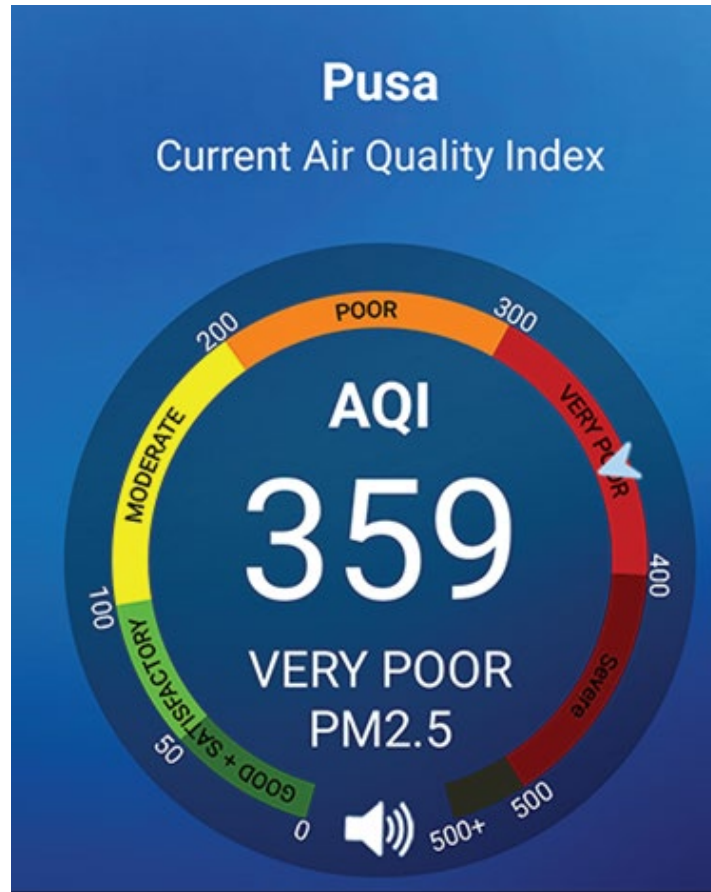 Pusa
Current Air Quality Index
200
POOR
300
MODERATE
AQI
VERY POOR
359
100
400
GOOD + SATISFACTORY
VERY POOR
Severe
PM2.5
50
0
500+
500